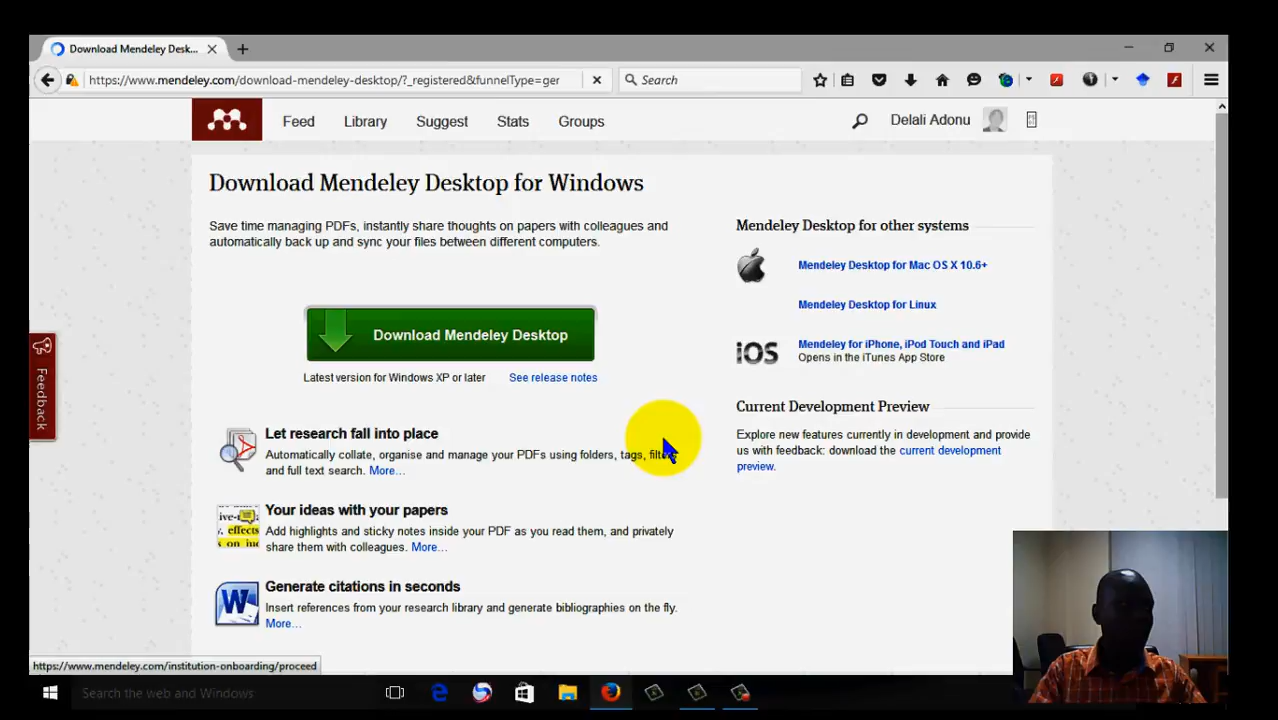 Download Mendeley Desk...
https://www.mendeley.com/download-mendeley-desktop/?_registered&funnelType=ger
Search
Feed
Library
Suggest
Stats
Groups
Delali Adonu
Download Mendeley Desktop for Windows
Save time managing PDFs, instantly share thoughts on papers with colleagues and
automatically back up and sync your files between different computers.
Download Mendeley Desktop
Latest version for Windows XP or later
See release notes
Let research fall into place
Automatically collate, organise and manage your PDFs using folders, tags,
and full text search. More...
Your ideas with your papers
Add highlights and sticky notes inside your PDF as you read them, and privately
share them with colleagues. More...
effects
Generate citations in seconds
Insert references from your research library and generate bibliographies on the fly.
More...
W
Mendeley Desktop for other systems
Mendeley Desktop for Mac OS X 10.6+
Mendeley Desktop for Linux
iOS
Mendeley for iPhone, iPod Touch and iPad
Opens in the iTunes App Store
Current Development Preview
Explore new features currently in development and provide
us with feedback: download the current development
preview.
Feedback
https://www.mendeley.com/institution-onboarding/proceed
Search the web and Windows